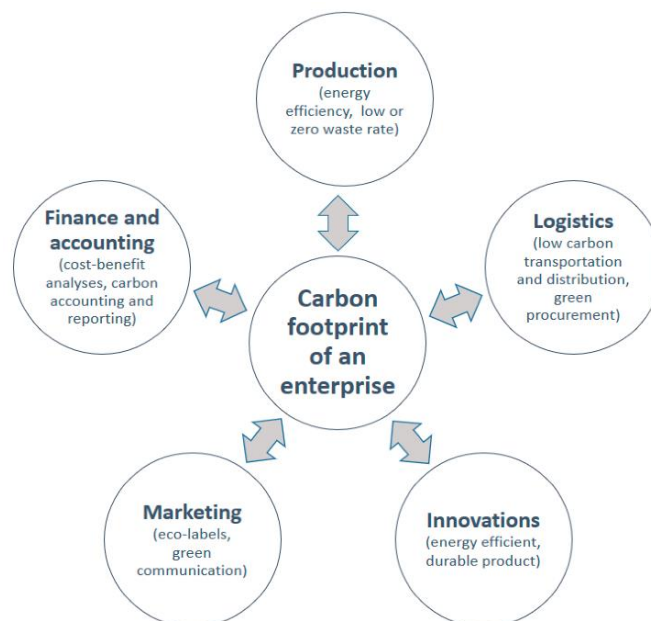 Production
(energy
efficiency, low or
zero waste rate)
Finance and
accounting
(cost-benefit
analyses, carbon
accounting and
reporting)
Logistics
(low carbon
transportation
and distribution,
green
procurement)
Carbon
footprint
of an
enterprise
Marketing
(eco-labels,
green
communication)
Innovations
(energy efficient,
durable product)